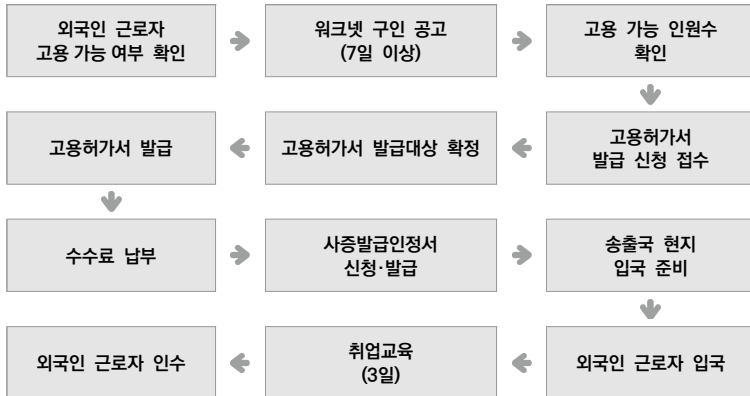 외국인 근로자
고용 가능 여부 확인
워크넷 구인 공고
(7일 이상)
고용 가능 인원수
확인
고용허가서
발급 신청 접수
고용허가서 발급대상 확정
고용허가서 발급
수수료 납부
사증발급인정서
신청·발급
송출국 현지
입국 준비
외국인 근로자 입국
취업교육
(3일)
외국인 근로자 인수